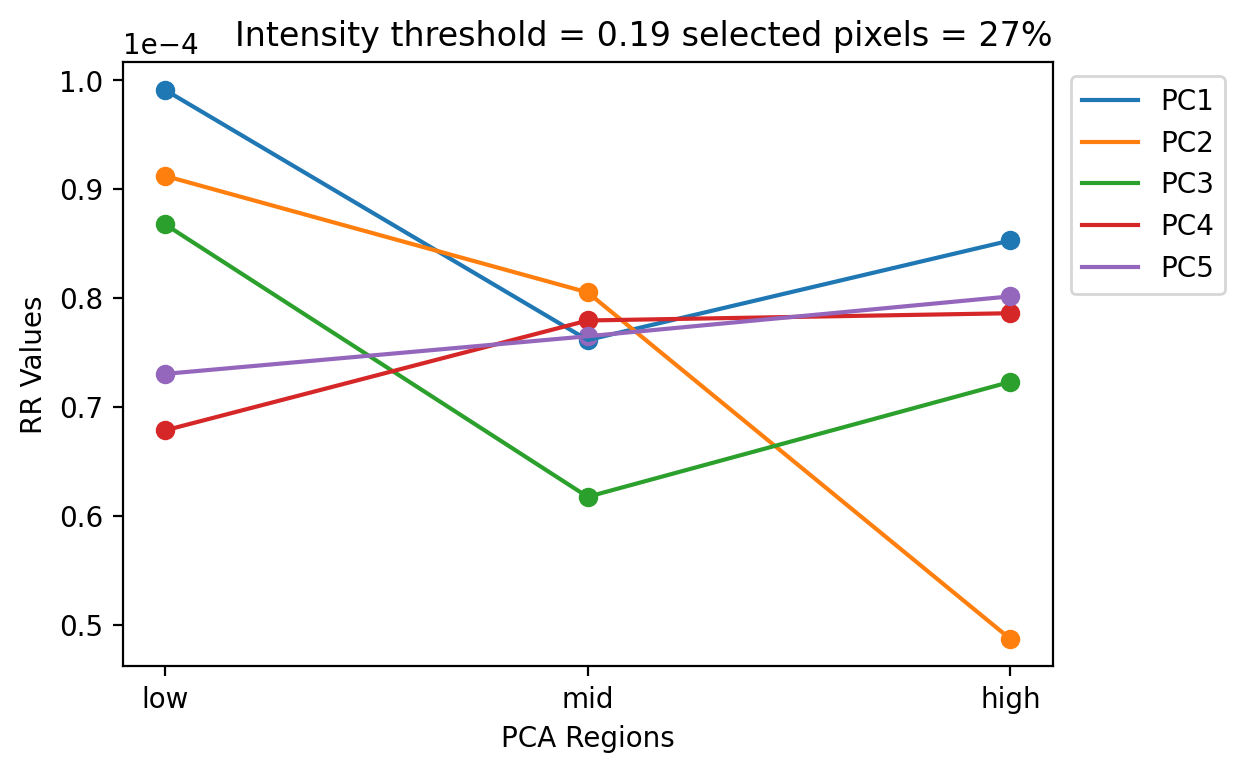 Intensity threshold = 0.19 selected pixels = 27%
1e−4
1.0
0.9
0.8
0.7
0.6
0.5
RR Values
low
mid
high
PCA Regions
PC1
PC2
PC3
PC4
PC5